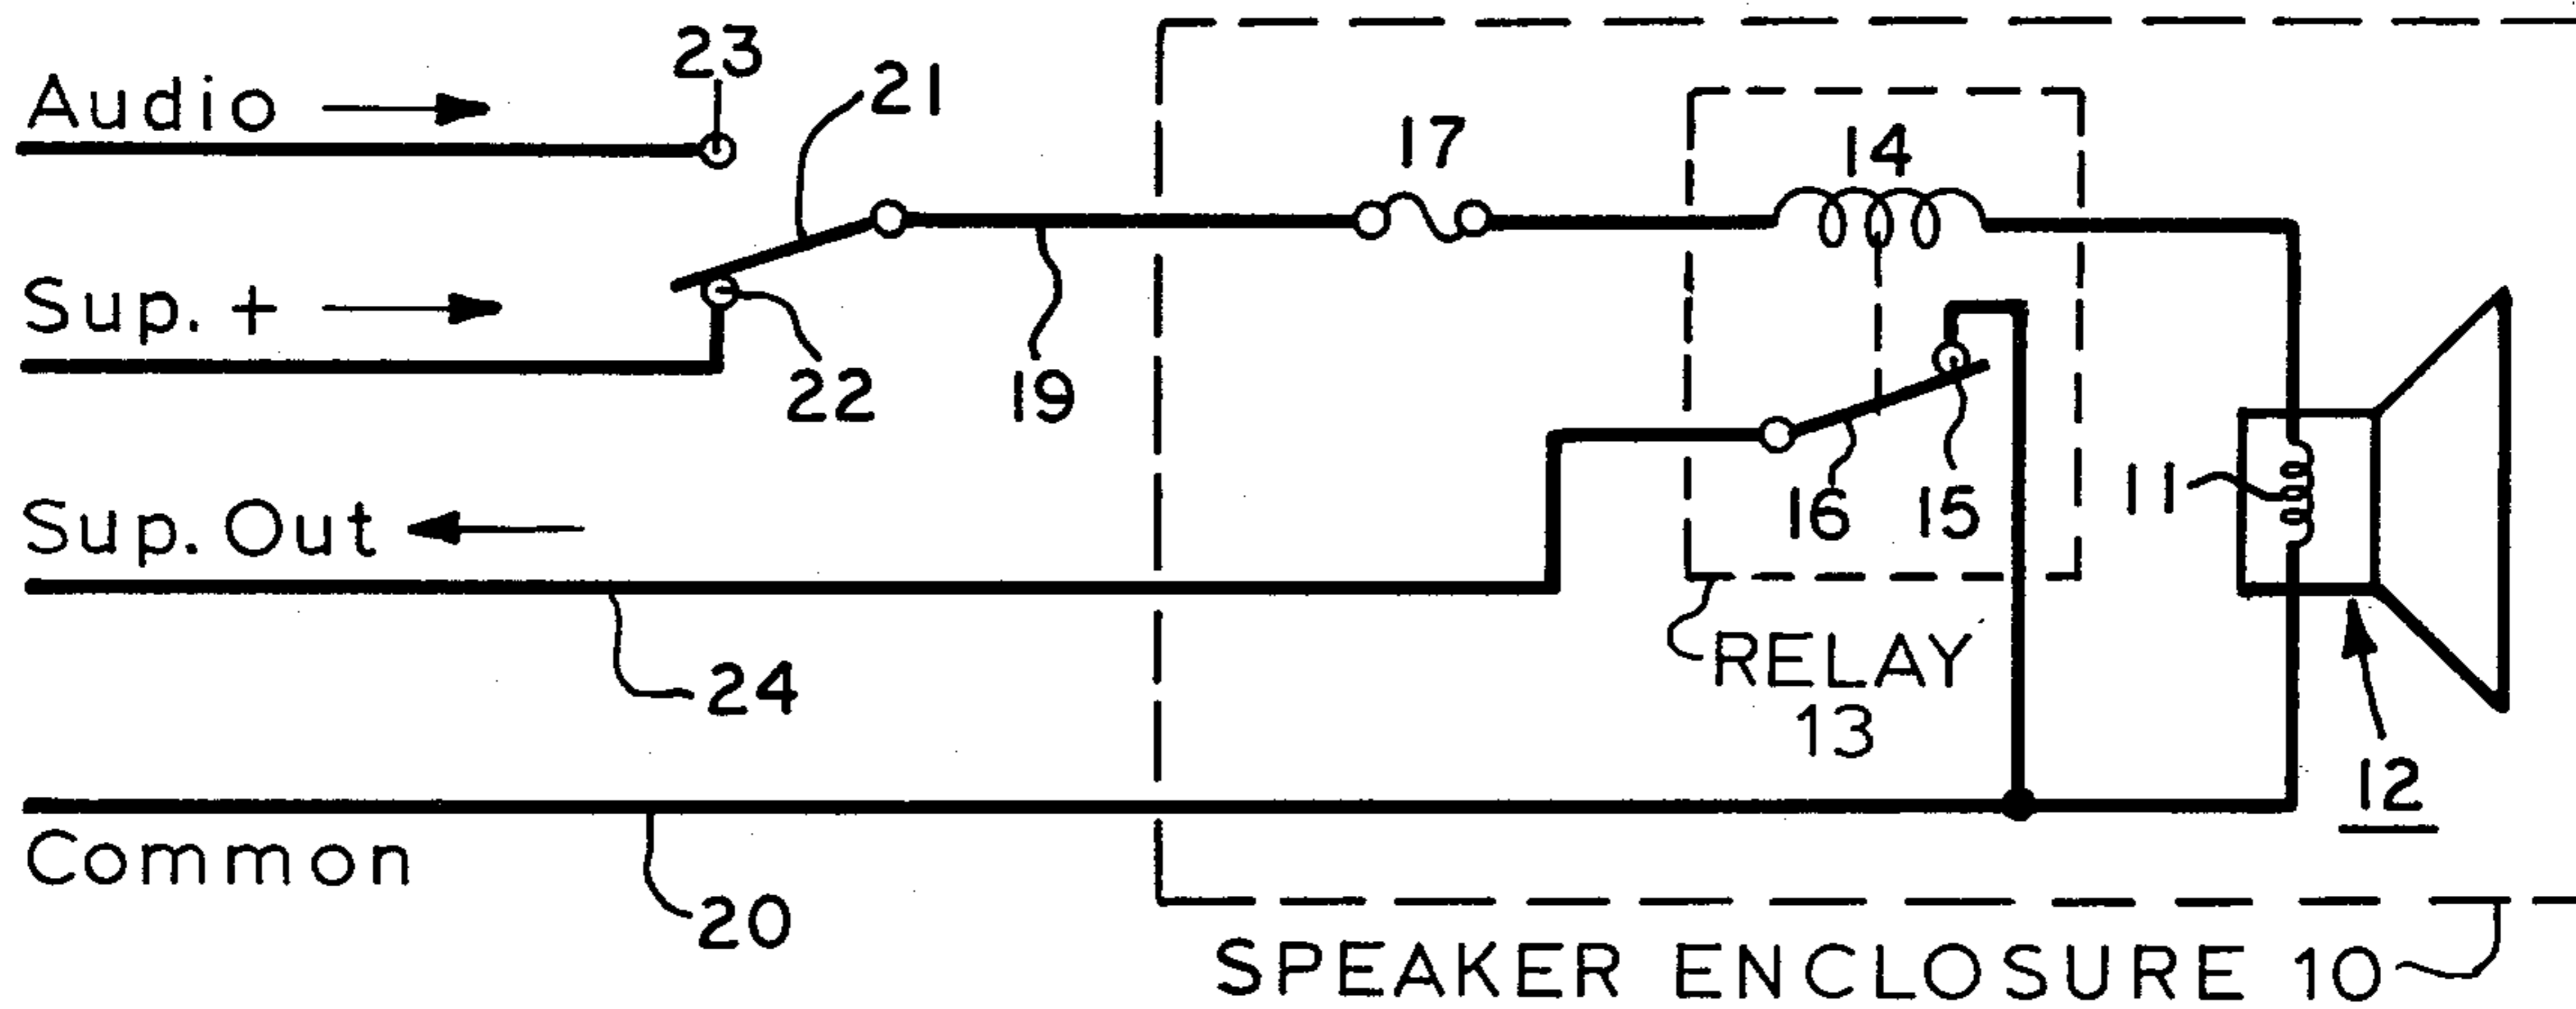 23
Audio
21
17
14
Sup. +
22
19
16
15
11
Sup. Out
24
RELAY
13
12
Common
20
SPEAKER ENCLOSURE 10